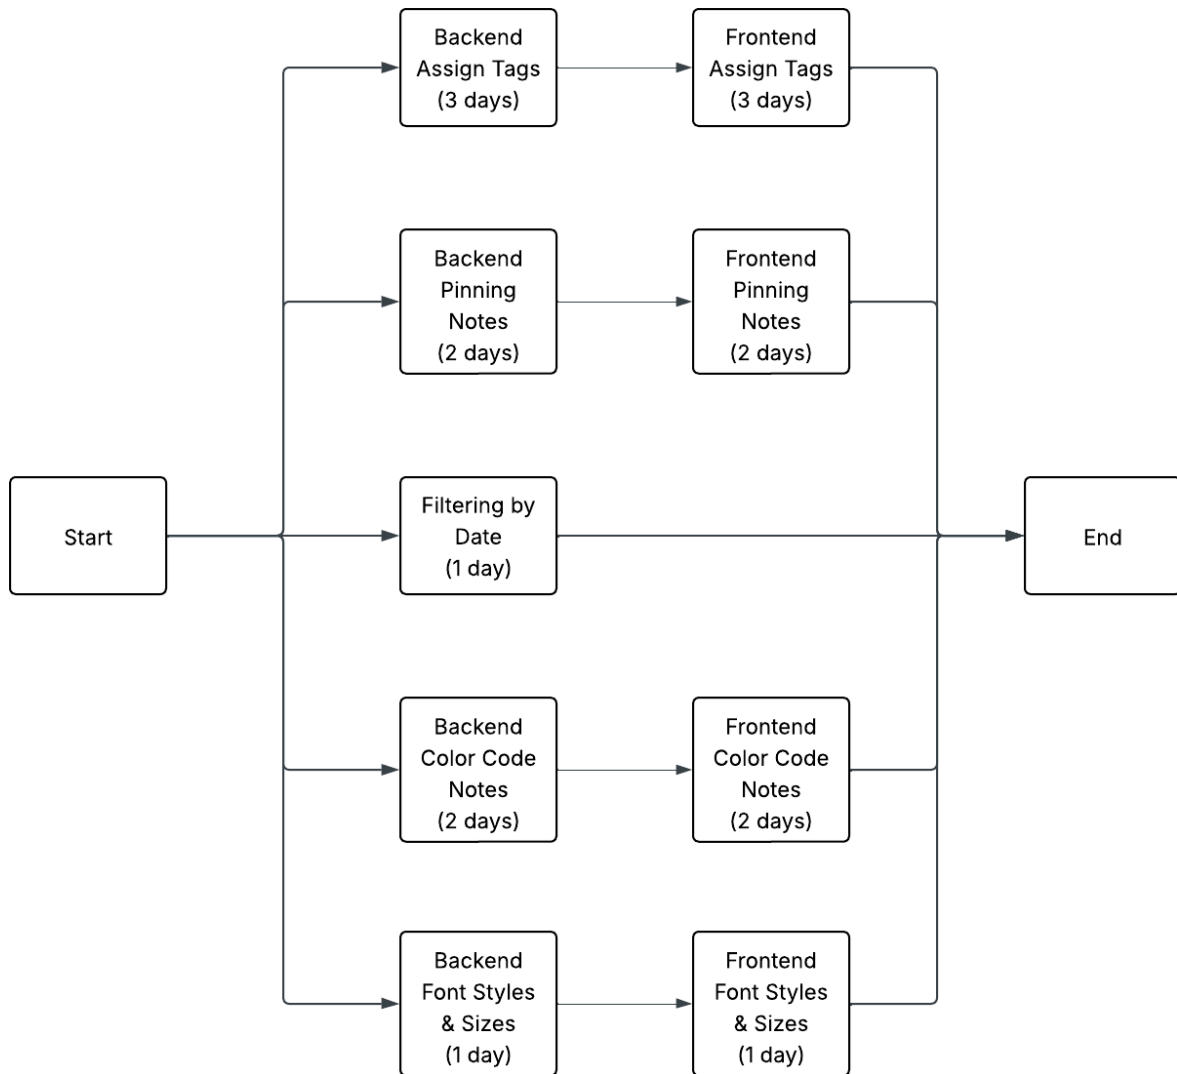 Backend
Assign Tags
(3 days)
Frontend
Assign Tags
(3 days)
Backend
Pinning
Notes
(2 days)
Frontend
Pinning
Notes
(2 days)
Start
Filtering by
Date
(1 day)
End
Backend
Color Code
Notes
(2 days)
Frontend
Color Code
Notes
(2 days)
Backend
Font Styles
& Sizes
(1 day)
Frontend
Font Styles
& Sizes
(1 day)